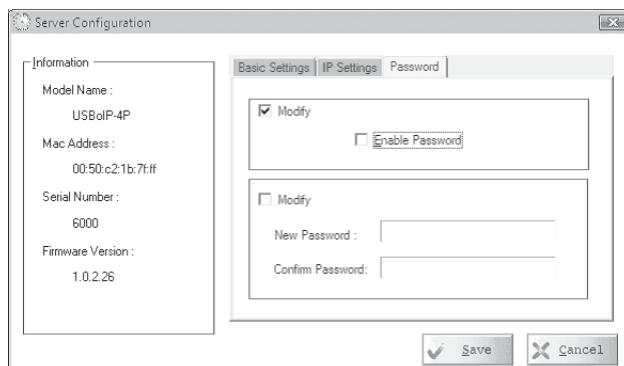 Server Configuration
Information
Model Name :
USBoIP-4P
Mac Address :
00:50:c2:1b:7f:ff
Serial Number :
6000
Firmware Version :
1.0.2.26
Basic Settings
IP Settings
Password
Modify
Enable Password
Modify
New Password :
Confirm Password:
Save
Cancel